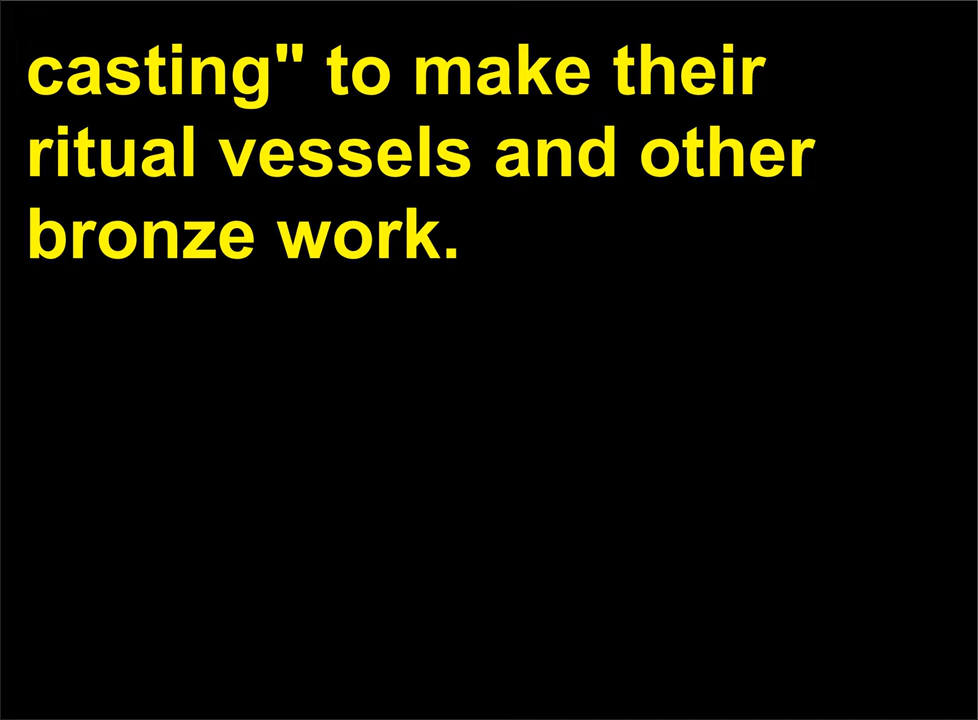 casting" to make their
ritual vessels and other
bronze work.